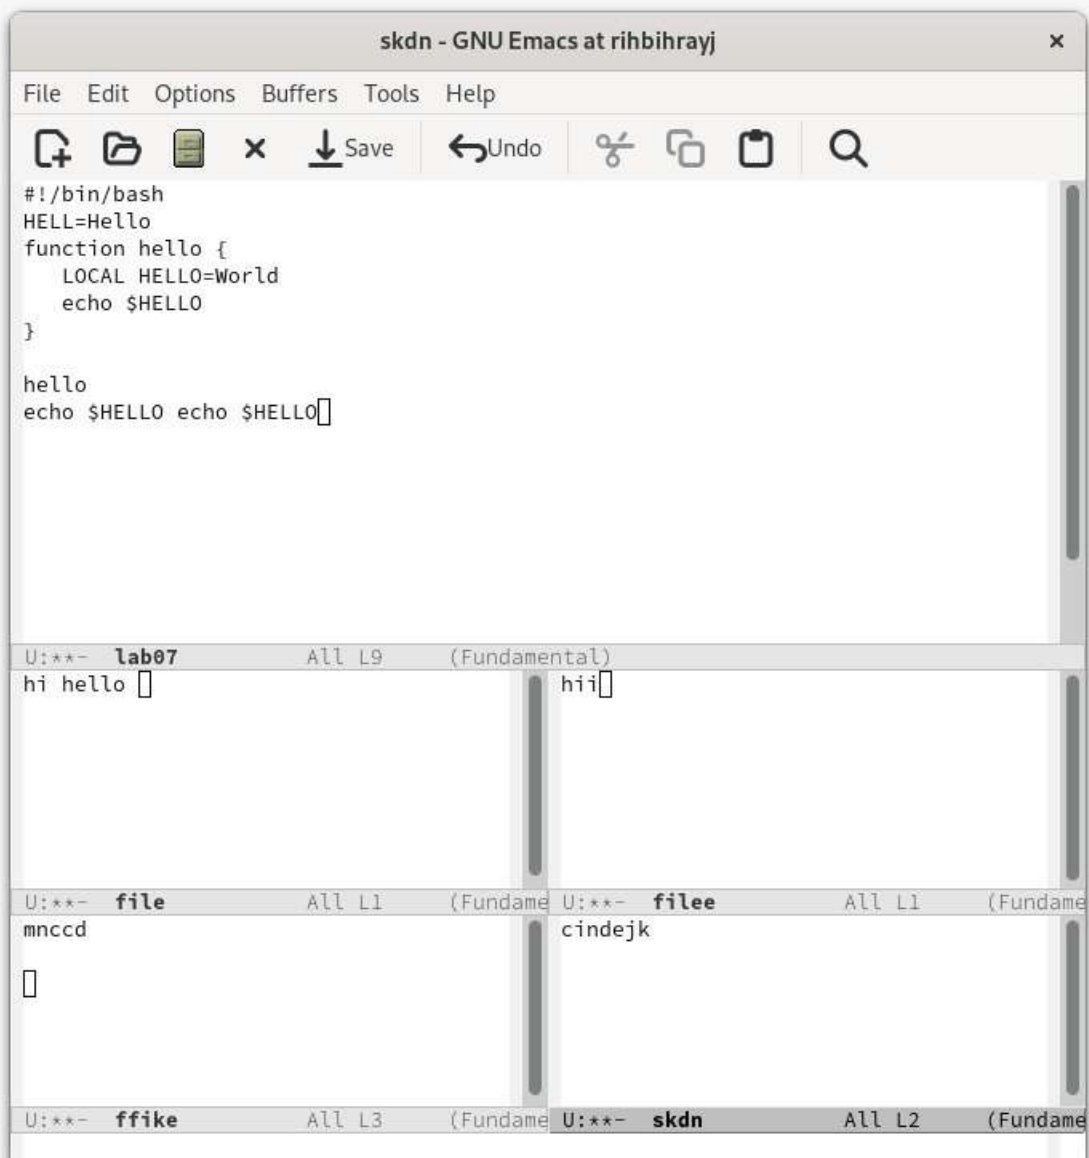 skdn - GNU Emacs at rihbihrayj ×
File Edit Options Buffers Tools Help
Save Undo
#!/bin/bash
HELL=Hello
function hello {
   LOCAL HELLO=World
   echo $HELLO
}
hello
echo $HELLO echo $HELLO
U:**- lab07 All L9 (Fundamental)
hi hello
U:**- file All L1 (Fundame
hii
U:**- filee All L1 (Fundame
mnccd
U:**- ffike All L3 (Fundame
cindejk
U:**- skdn All L2 (Fundame